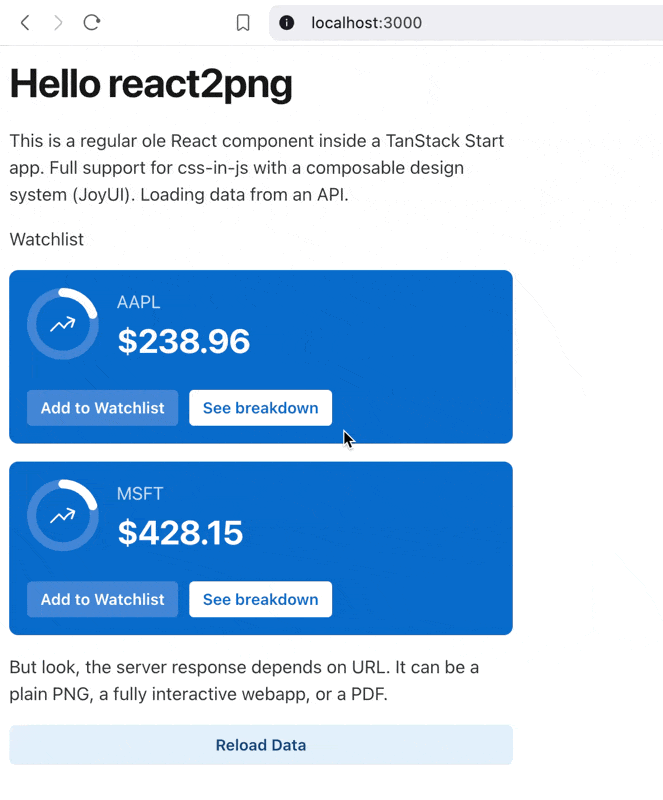 localhost:3000
Hello react2png
This is a regular ole React component inside a TanStack Start
app. Full support for css-in-js with a composable design
system (JoyUI). Loading data from an API.
Watchlist
AAPL
$238.96
Add to Watchlist
See breakdown
MSFT
$428.15
Add to Watchlist
See breakdown
But look, the server response depends on URL. It can be a
plain PNG, a fully interactive webapp, or a PDF.
Reload Data